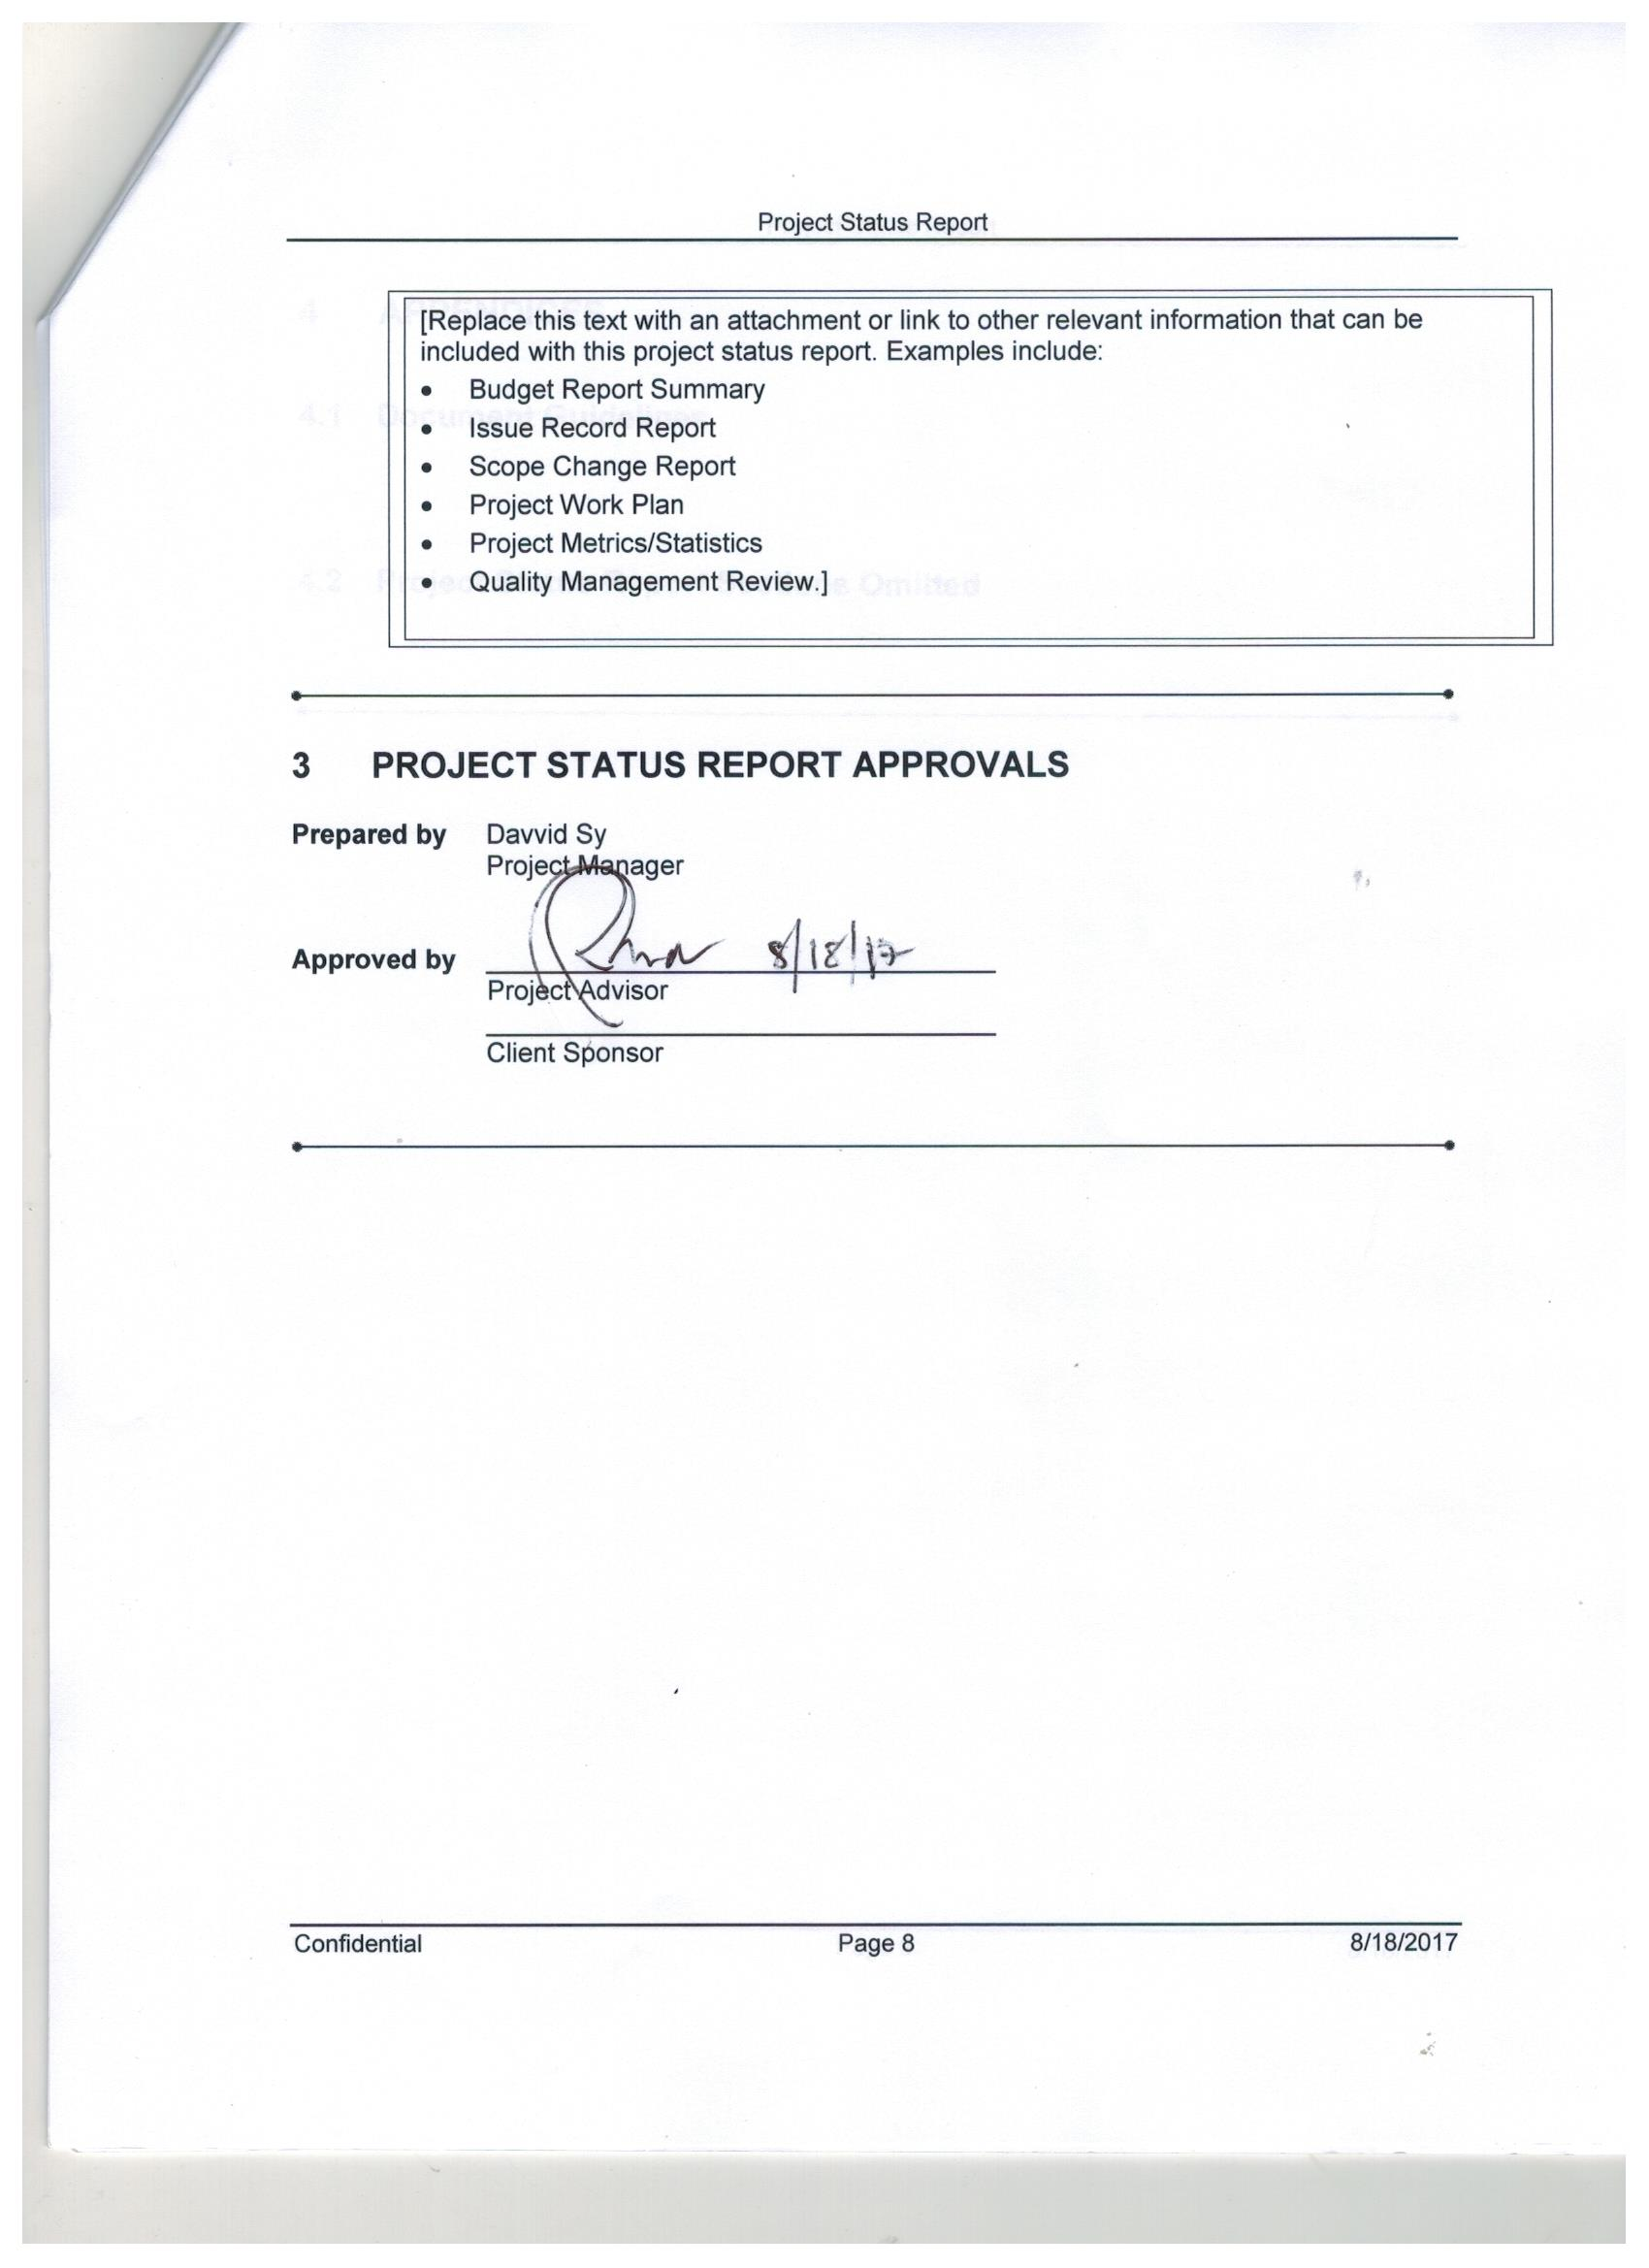 Project Status Report
[Replace this text with an attachment or link to other relevant information that can be
included with this project status report. Examples include:
• Budget Report Summary
• Issue Record Report
• Scope Change Report
• Project Work Plan
• Project Metrics/Statistics
• Quality Management Review.]
3 PROJECT STATUS REPORT APPROVALS
Prepared by Davvid Sy
Project Manager
Approved by 8/18/17
Project Advisor
Client Sponsor
Confidential Page 8 8/18/2017